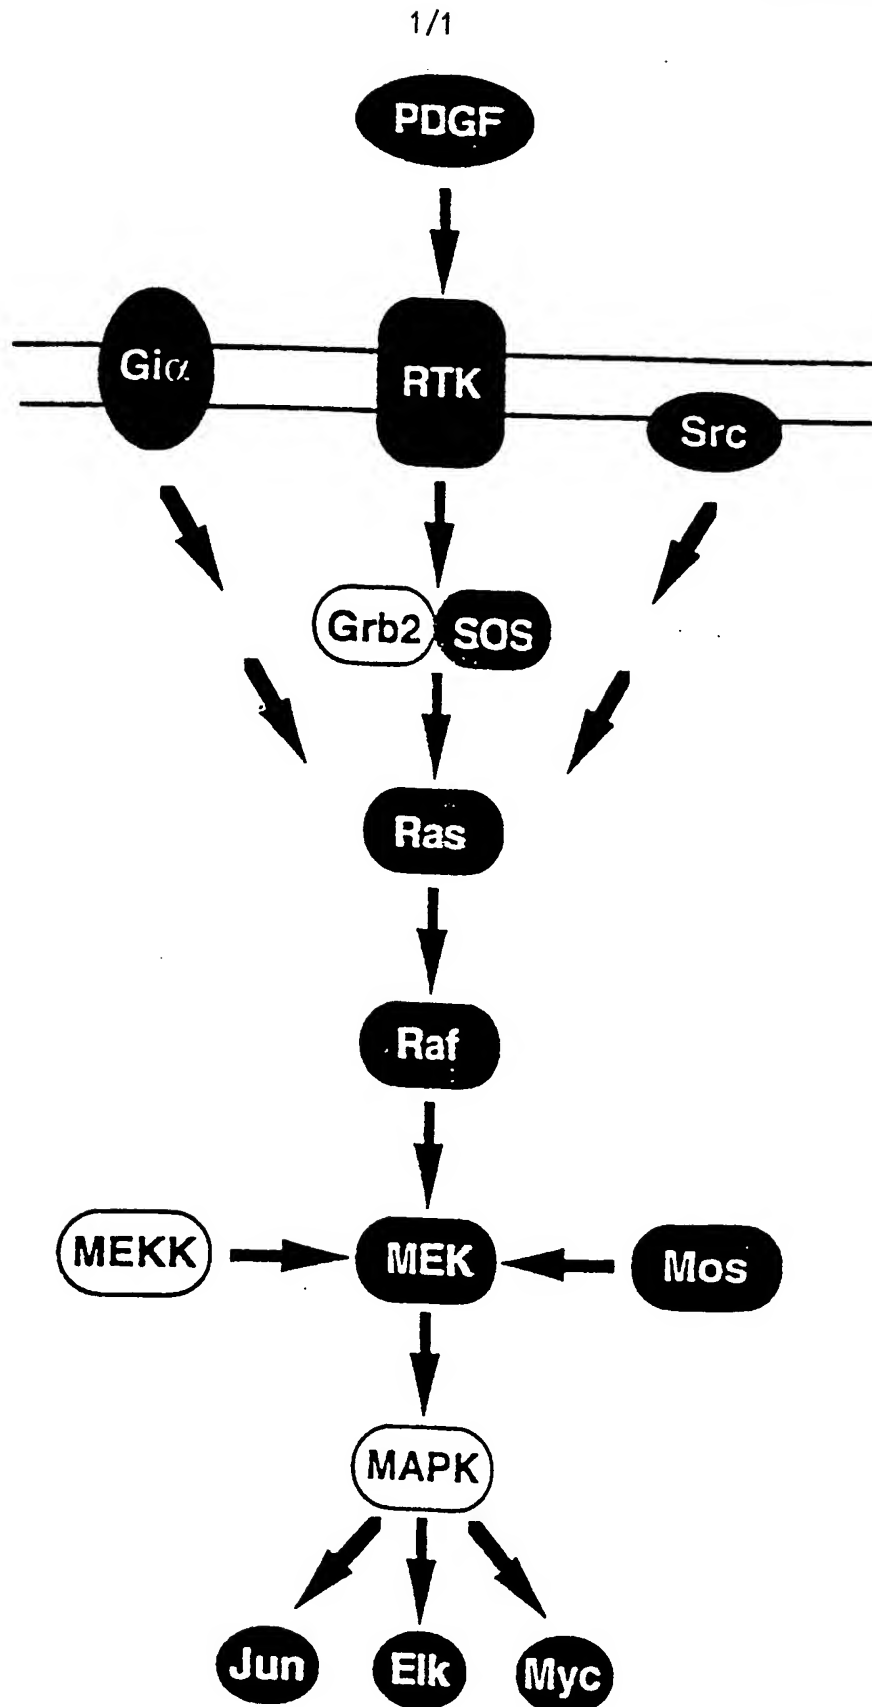 1/1
PDGF
Giα
RTK
Src
Grb2 SOS
Ras
Raf
MEKK
MEK
Mos
MAPK
Jun
Elk
Myc